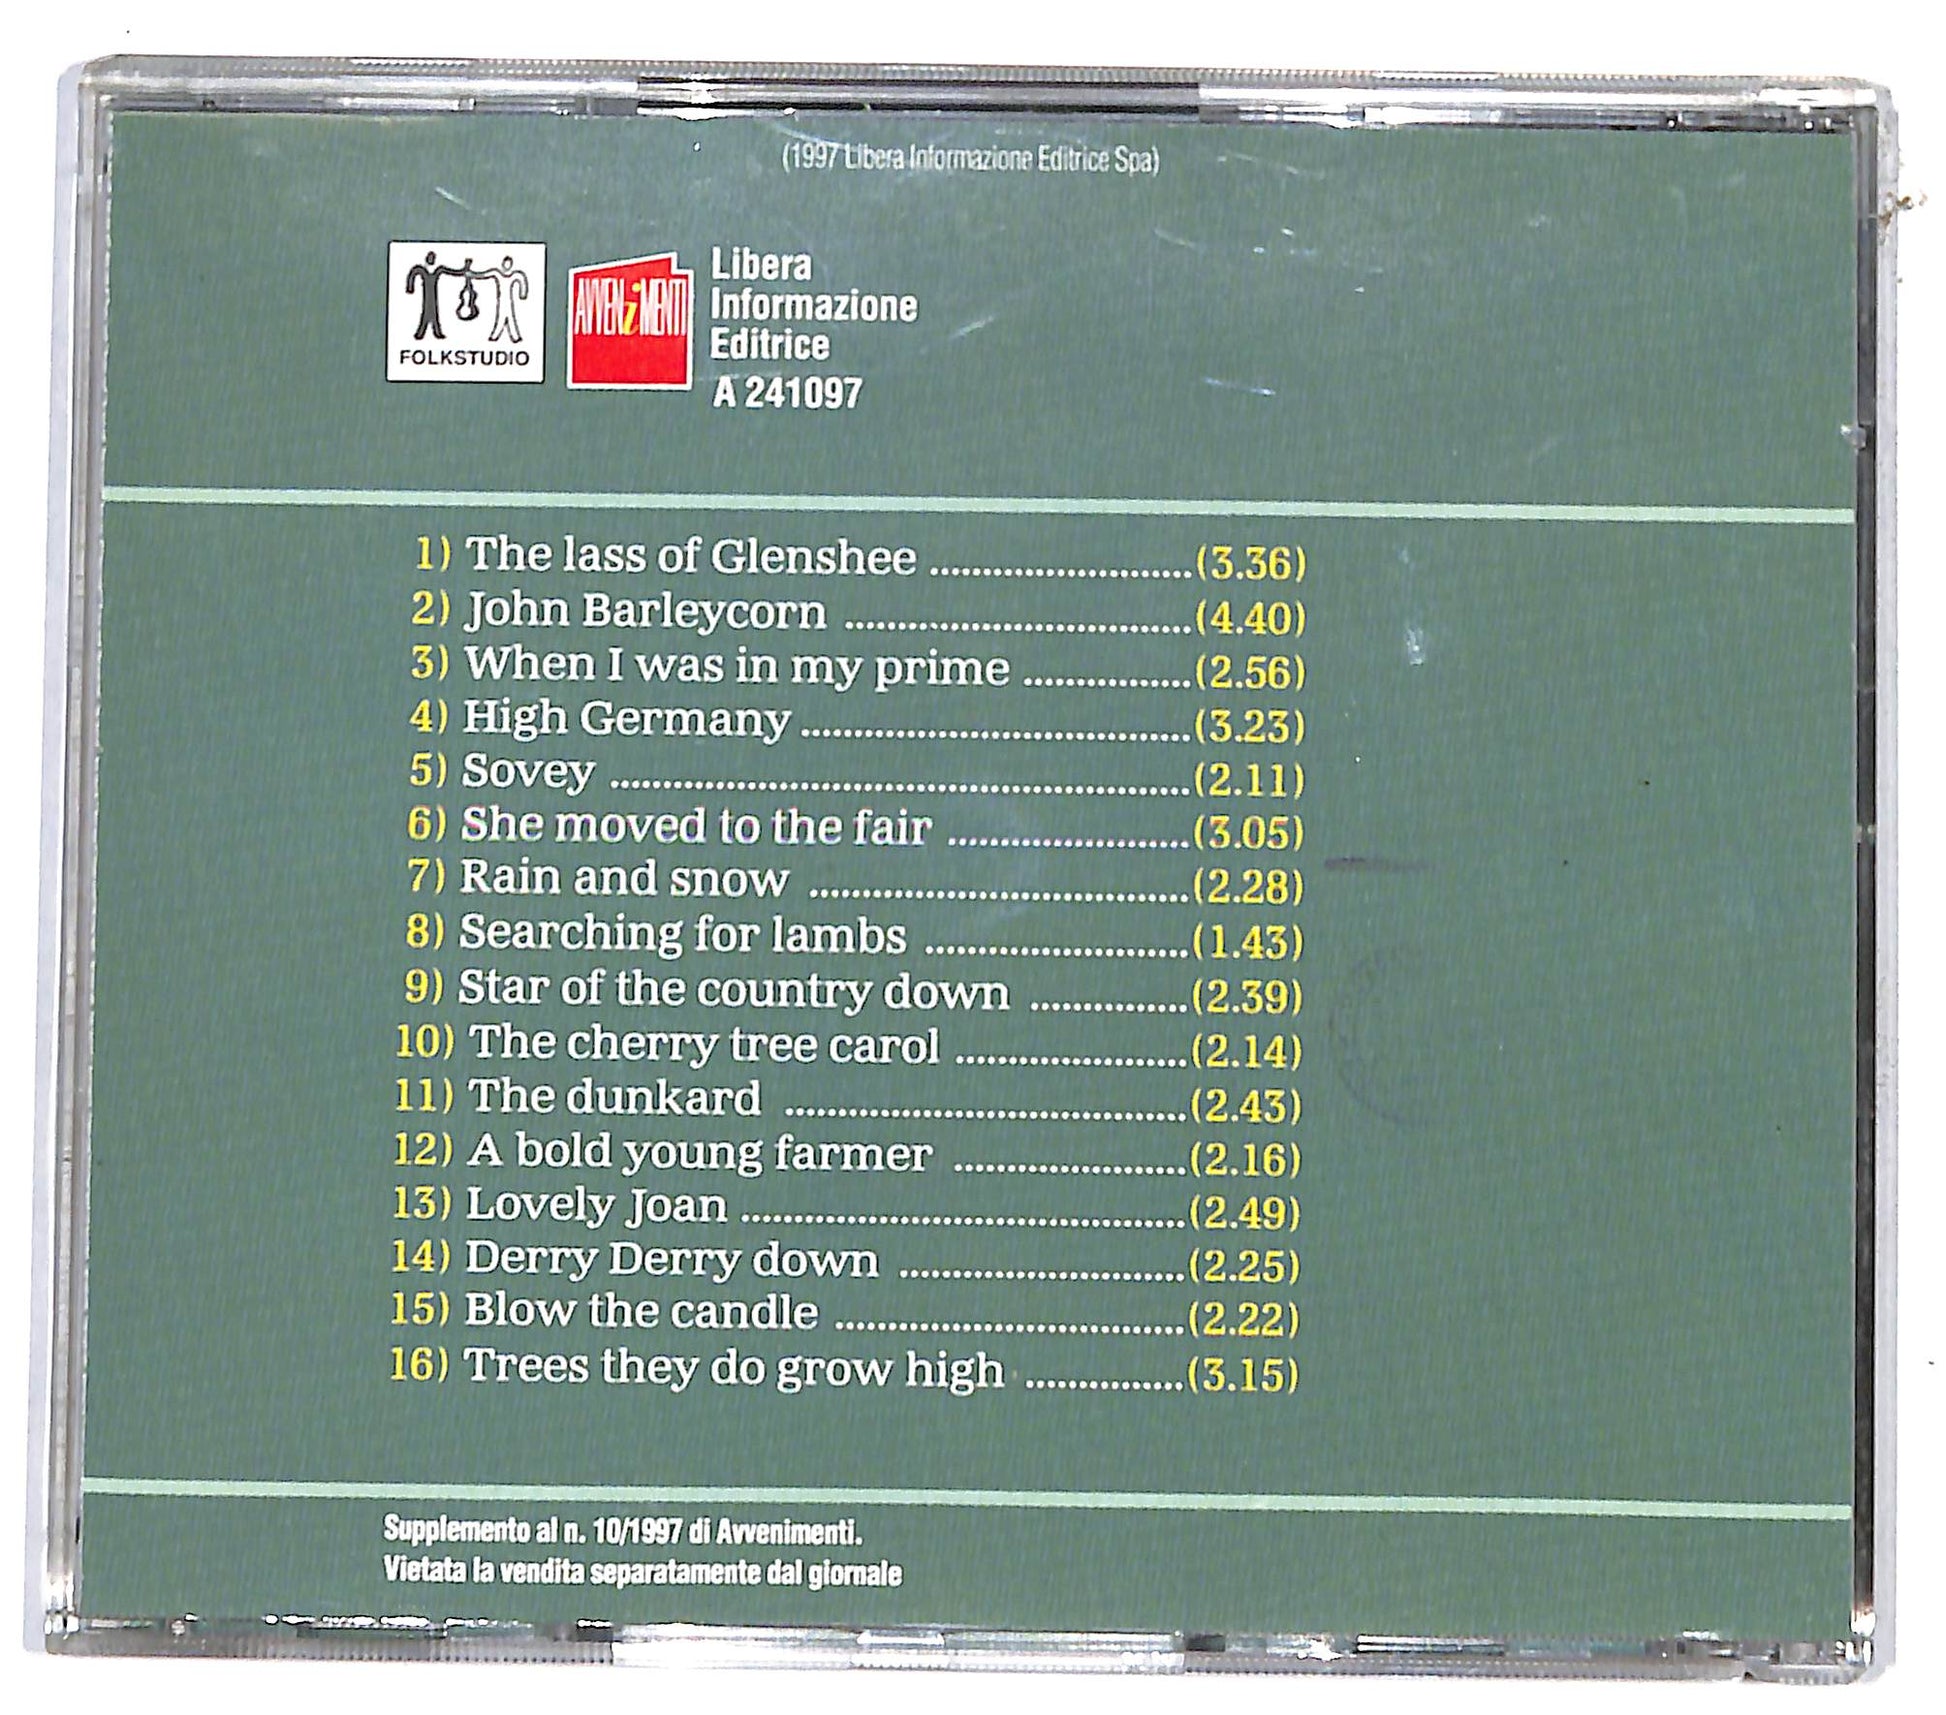 (1997 Libera Informazione Editrice Spa)
FOLKSTUDIO
AVVENiMENTI
Libera
Informazione
Editrice
A 241097
1) The lass of Glenshee .........................(3.36)
2) John Barleycorn .................................(4.40)
3) When I was in my prime ................(2.56)
4) High Germany .....................................(3.23)
5) Sovey .......................................................(2.11)
6) She moved to the fair .......................(3.05)
7) Rain and snow ....................................(2.28)
8) Searching for lambs .........................(1.43)
9) Star of the country down ...............(2.39)
10) The cherry tree carol ......................(2.14)
11) The dunkard ......................................(2.43)
12) A bold young farmer ......................(2.16)
13) Lovely Joan ..........................................(2.49)
14) Derry Derry down ...........................(2.25)
15) Blow the candle .................................(2.22)
16) Trees they do grow high ...............(3.15)
Supplemento al n. 10/1997 di Avvenimenti.
Vietata la vendita separatamente dal giornale